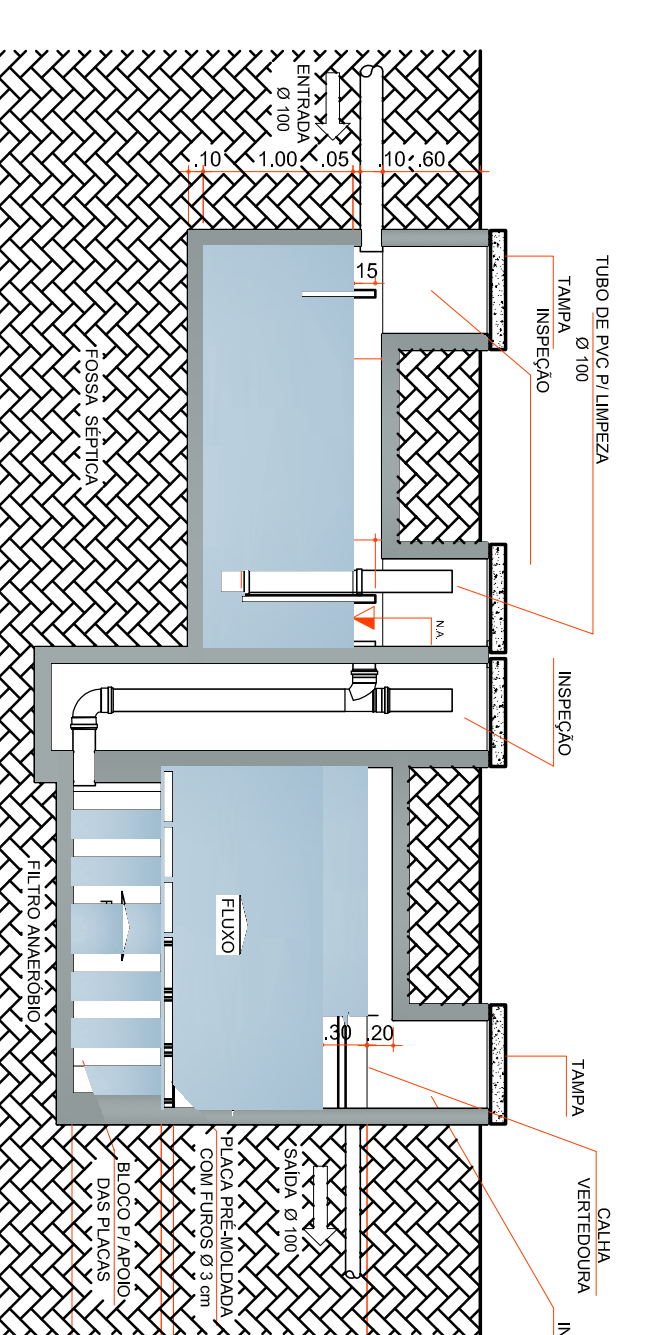 TUBO DE PVC P/ LIMPEZA
Ø 100
TAMPA
INSPEÇÃO
INSPEÇÃO
TAMPA
CALHA
VERTEDOURA
ENTRADA
Ø 100
.10
1.00
.05
.10
.60
15
N.A.
FOSSA SÉPTICA
FLUXO
.30
.20
FILTRO ANAERÓBIO
SAÍDA Ø 100
PLACA PRÉ-MOLDADA
COM FUROS Ø 3 cm
BLOCO P/ APOIO
DAS PLACAS